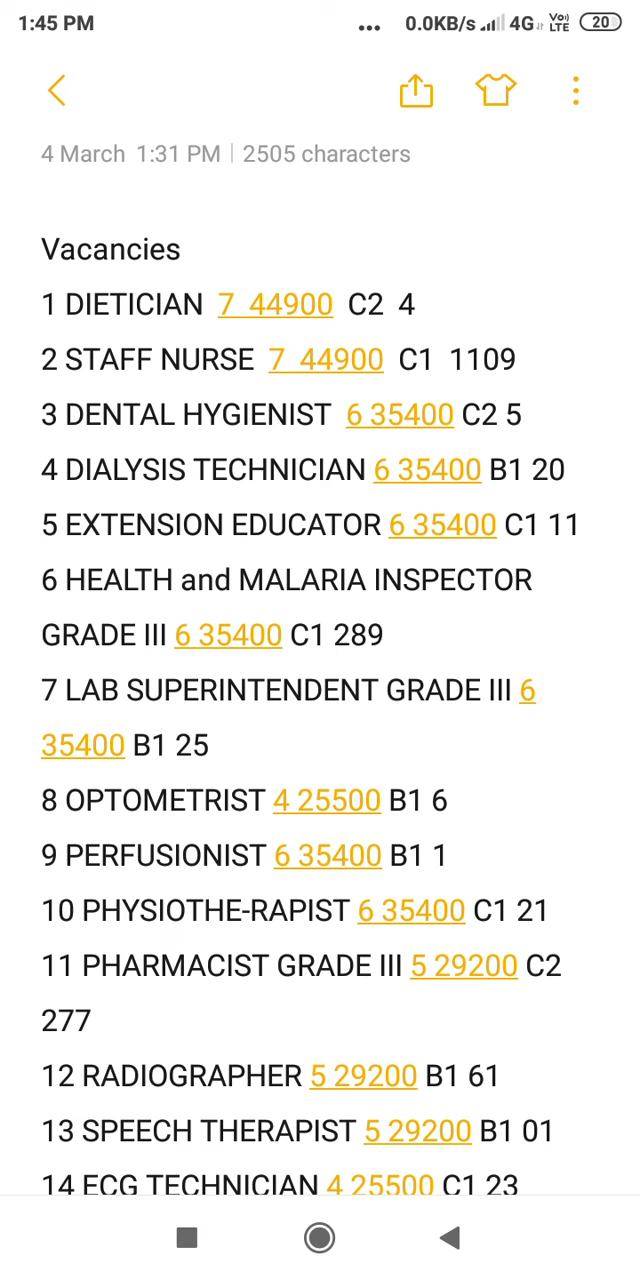 1:45 PM ... 0.0KB/s 4G Vo)) LTE 20
4 March 1:31 PM | 2505 characters
Vacancies
1 DIETICIAN 7 44900 C2 4
2 STAFF NURSE 7 44900 C1 1109
3 DENTAL HYGIENIST 6 35400 C2 5
4 DIALYSIS TECHNICIAN 6 35400 B1 20
5 EXTENSION EDUCATOR 6 35400 C1 11
6 HEALTH and MALARIA INSPECTOR
GRADE III 6 35400 C1 289
7 LAB SUPERINTENDENT GRADE III 6
35400 B1 25
8 OPTOMETRIST 4 25500 B1 6
9 PERFUSIONIST 6 35400 B1 1
10 PHYSIOTHE-RAPIST 6 35400 C1 21
11 PHARMACIST GRADE III 5 29200 C2
277
12 RADIOGRAPHER 5 29200 B1 61
13 SPEECH THERAPIST 5 29200 B1 01
14 ECG TECHNICIAN 4 25500 C1 23